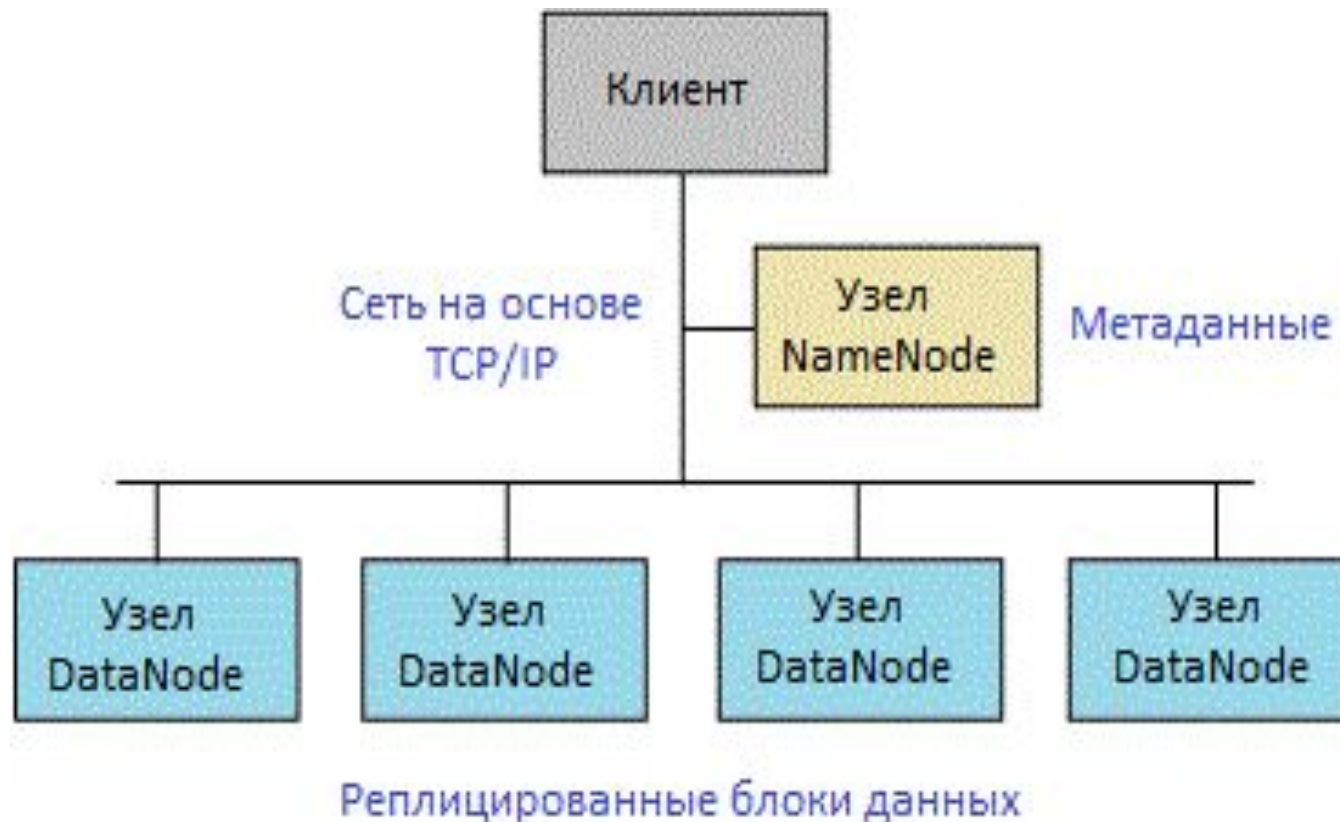 Клиент
Сеть на основе
TCP/IP
Узел
NameNode
Метаданные
Узел
DataNode
Узел
DataNode
Узел
DataNode
Узел
DataNode
Реплицированные блоки данных